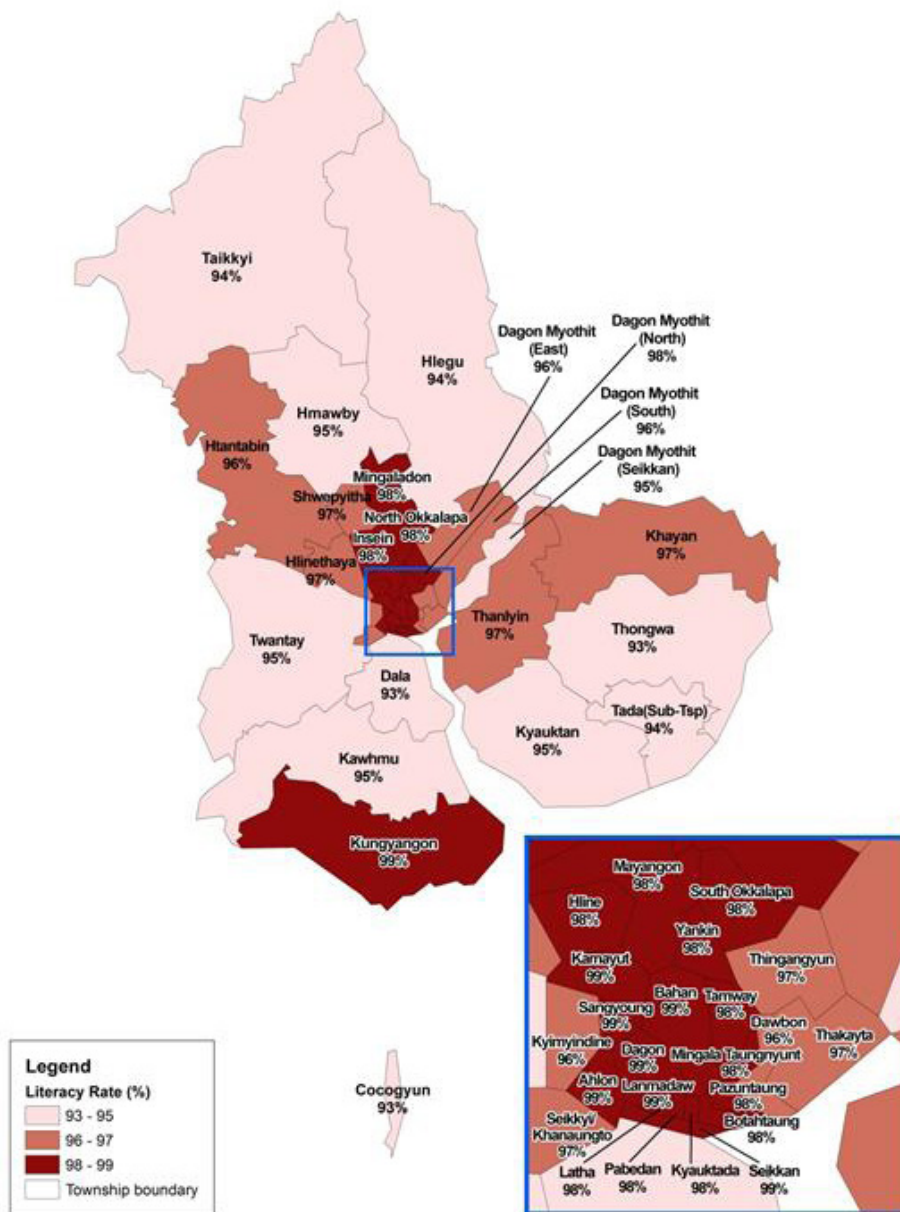 Taikkyi
94%
Hlegu
94%
Dagon Myothit
(East)
96%
Dagon Myothit
(North)
98%
Dagon Myothit
(South)
96%
Dagon Myothit
(Seikkan)
95%
Hmawby
95%
Htantabin
96%
Mingaladon
98%
Shwepyitha
97%
North Okkalapa
98%
Insein
98%
Hlinethaya
97%
Khayan
97%
Thanlyin
97%
Thongwa
93%
Twantay
95%
Dala
93%
Tada(Sub-Tsp)
94%
Kyauktan
95%
Kawhmu
95%
Kungyangon
99%
Cocogyun
93%
Mayangon
98%
Hline
98%
South Okkalapa
98%
Yankin
98%
Kamayut
99%
Thingangyun
97%
Bahan
99%
Tamway
98%
Sangyoung
99%
Dawbon
96%
Thakayta
97%
Kyimyindine
96%
Dagon
99%
Mingala Taungnyunt
98%
Ahlon
99%
Lanmadaw
99%
Pazuntaung
98%
Botahtaung
98%
Seikkyi/
Khanaungto
97%
Latha
98%
Pabedan
98%
Kyauktada
98%
Seikkan
99%
Legend
Literacy Rate (%)
93 - 95
96 - 97
98 - 99
Township boundary